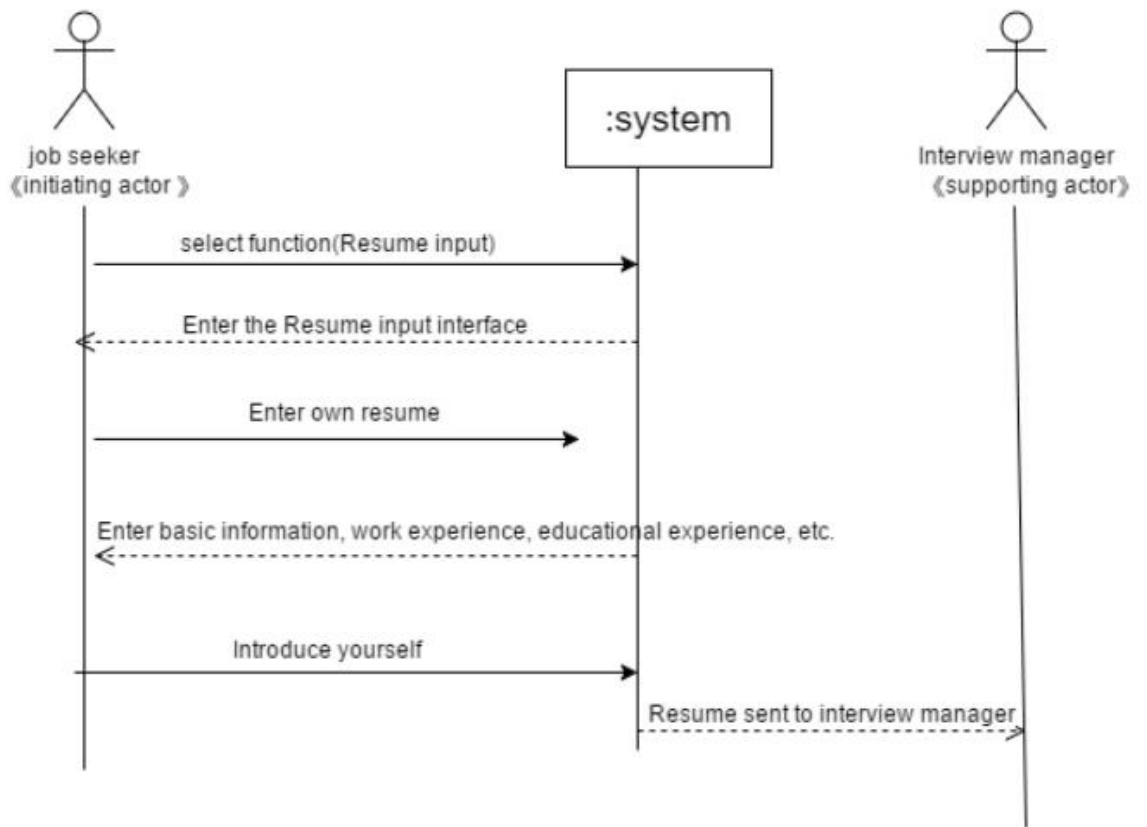 :system
job seeker
《initiating actor 》
Interview manager
《supporting actor》
select function(Resume input)
Enter the Resume input interface
Enter own resume
Enter basic information, work experience, educational experience, etc.
Introduce yourself
Resume sent to interview manager